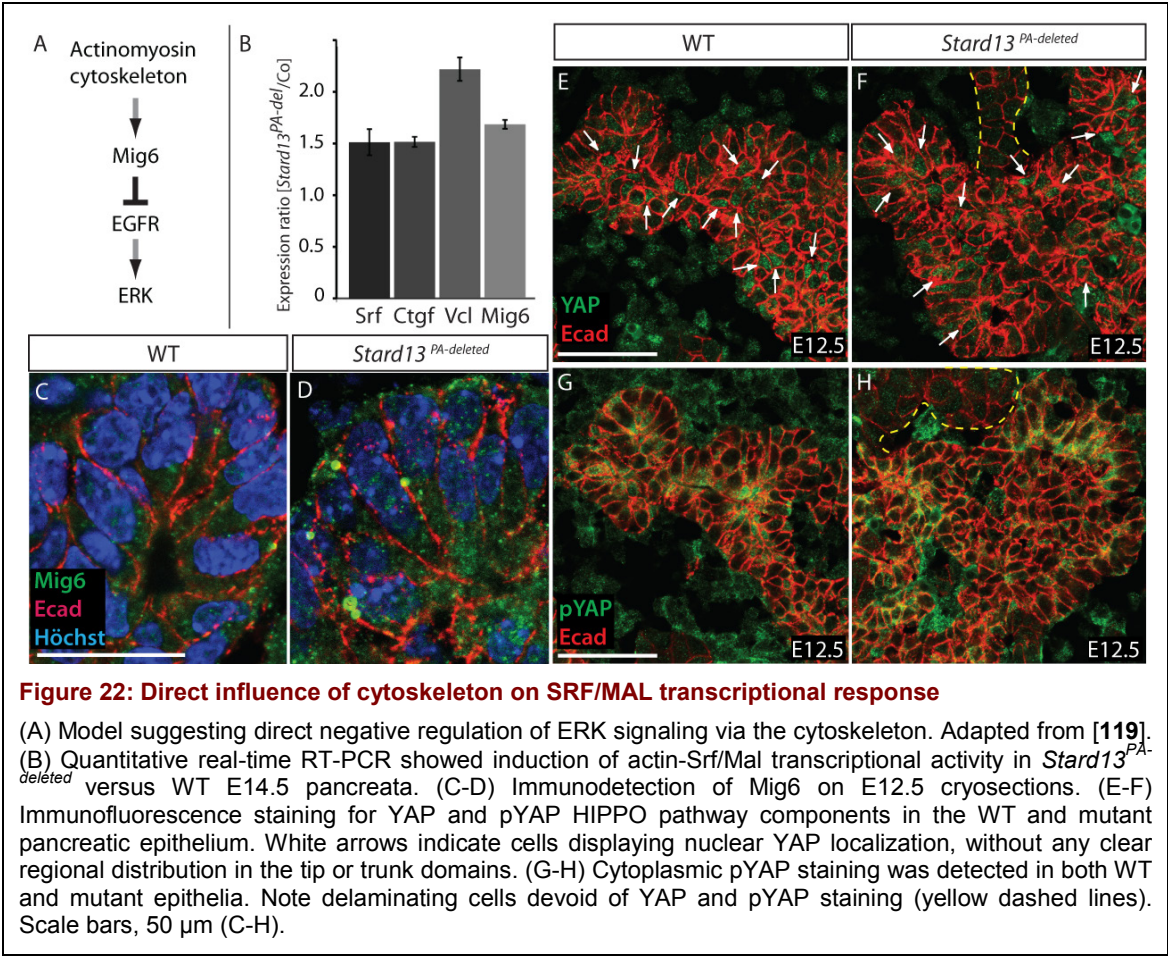 A
Actinomyosin
cytoskeleton
Mig6
EGFR
ERK
B
Expression ratio [Stard13PA-del/Co]
2.0
1.5
1.0
0.5
0
Srf Ctgf Vcl Mig6
WT
Stard13 PA-deleted
C
Mig6
Ecad
Höchst
D
WT
Stard13 PA-deleted
E
YAP
Ecad
E12.5
F
E12.5
G
pYAP
Ecad
E12.5
H
E12.5
Figure 22: Direct influence of cytoskeleton on SRF/MAL transcriptional response
(A) Model suggesting direct negative regulation of ERK signaling via the cytoskeleton. Adapted from [119].
(B) Quantitative real-time RT-PCR showed induction of actin-Srf/Mal transcriptional activity in Stard13PA-
deleted versus WT E14.5 pancreata. (C-D) Immunodetection of Mig6 on E12.5 cryosections. (E-F)
Immunofluorescence staining for YAP and pYAP HIPPO pathway components in the WT and mutant
pancreatic epithelium. White arrows indicate cells displaying nuclear YAP localization, without any clear
regional distribution in the tip or trunk domains. (G-H) Cytoplasmic pYAP staining was detected in both WT
and mutant epithelia. Note delaminating cells devoid of YAP and pYAP staining (yellow dashed lines).
Scale bars, 50 µm (C-H).